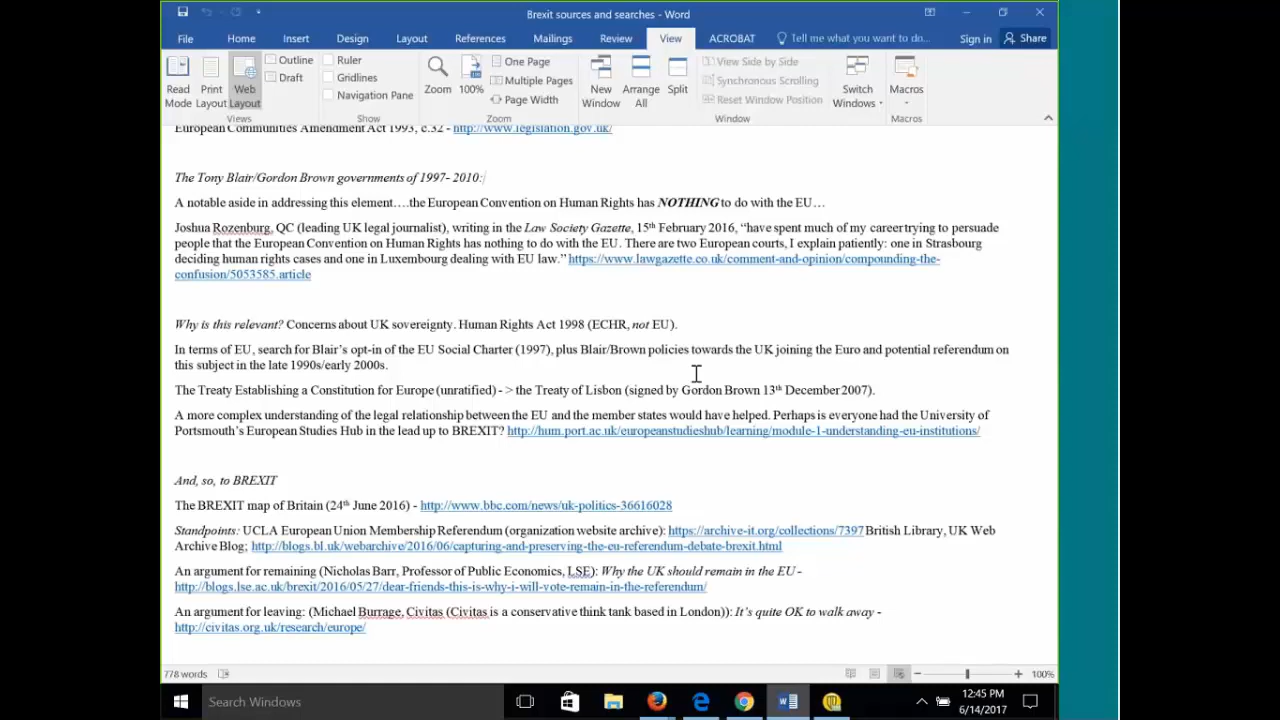 Brexit sources and searches - Word
File Home Insert Design Layout References Mailings Review View ACROBAT Tell me what you want to do... Sign in Share
Read Mode
Print Layout
Web Layout
Outline
Draft
Views
Ruler
Gridlines
Navigation Pane
Show
Zoom
100%
One Page
Multiple Pages
Page Width
Zoom
New Window
Arrange All
Split
View Side by Side
Synchronous Scrolling
Reset Window Position
Window
Switch Windows
Macros
Macros
European Communities Amendment Act 1993, c.32 - http://www.legislation.gov.uk/
The Tony Blair/Gordon Brown governments of 1997- 2010:
A notable aside in addressing this element….the European Convention on Human Rights has NOTHING to do with the EU…
Joshua Rozenburg, QC (leading UK legal journalist), writing in the Law Society Gazette, 15th February 2016, “have spent much of my career trying to persuade
people that the European Convention on Human Rights has nothing to do with the EU. There are two European courts, I explain patiently: one in Strasbourg
deciding human rights cases and one in Luxembourg dealing with EU law.” https://www.lawgazette.co.uk/comment-and-opinion/compounding-the-
confusion/5053585.article
Why is this relevant? Concerns about UK sovereignty. Human Rights Act 1998 (ECHR, not EU).
In terms of EU, search for Blair’s opt-in of the EU Social Charter (1997), plus Blair/Brown policies towards the UK joining the Euro and potential referendum on
this subject in the late 1990s/early 2000s.
The Treaty Establishing a Constitution for Europe (unratified) - > the Treaty of Lisbon (signed by Gordon Brown 13th December 2007).
A more complex understanding of the legal relationship between the EU and the member states would have helped. Perhaps is everyone had the University of
Portsmouth’s European Studies Hub in the lead up to BREXIT? http://hum.port.ac.uk/europeanstudieshub/learning/module-1-understanding-eu-institutions/
And, so, to BREXIT
The BREXIT map of Britain (24th June 2016) - http://www.bbc.com/news/uk-politics-36616028
Standpoints: UCLA European Union Membership Referendum (organization website archive): https://archive-it.org/collections/7397 British Library, UK Web
Archive Blog; http://blogs.bl.uk/webarchive/2016/06/capturing-and-preserving-the-eu-referendum-debate-brexit.html
An argument for remaining (Nicholas Barr, Professor of Public Economics, LSE): Why the UK should remain in the EU -
http://blogs.lse.ac.uk/brexit/2016/05/27/dear-friends-this-is-why-i-will-vote-remain-in-the-referendum/
An argument for leaving: (Michael Burrage, Civitas (Civitas is a conservative think tank based in London)): It’s quite OK to walk away -
http://civitas.org.uk/research/europe/
778 words
100%
Search Windows
12:45 PM
6/14/2017